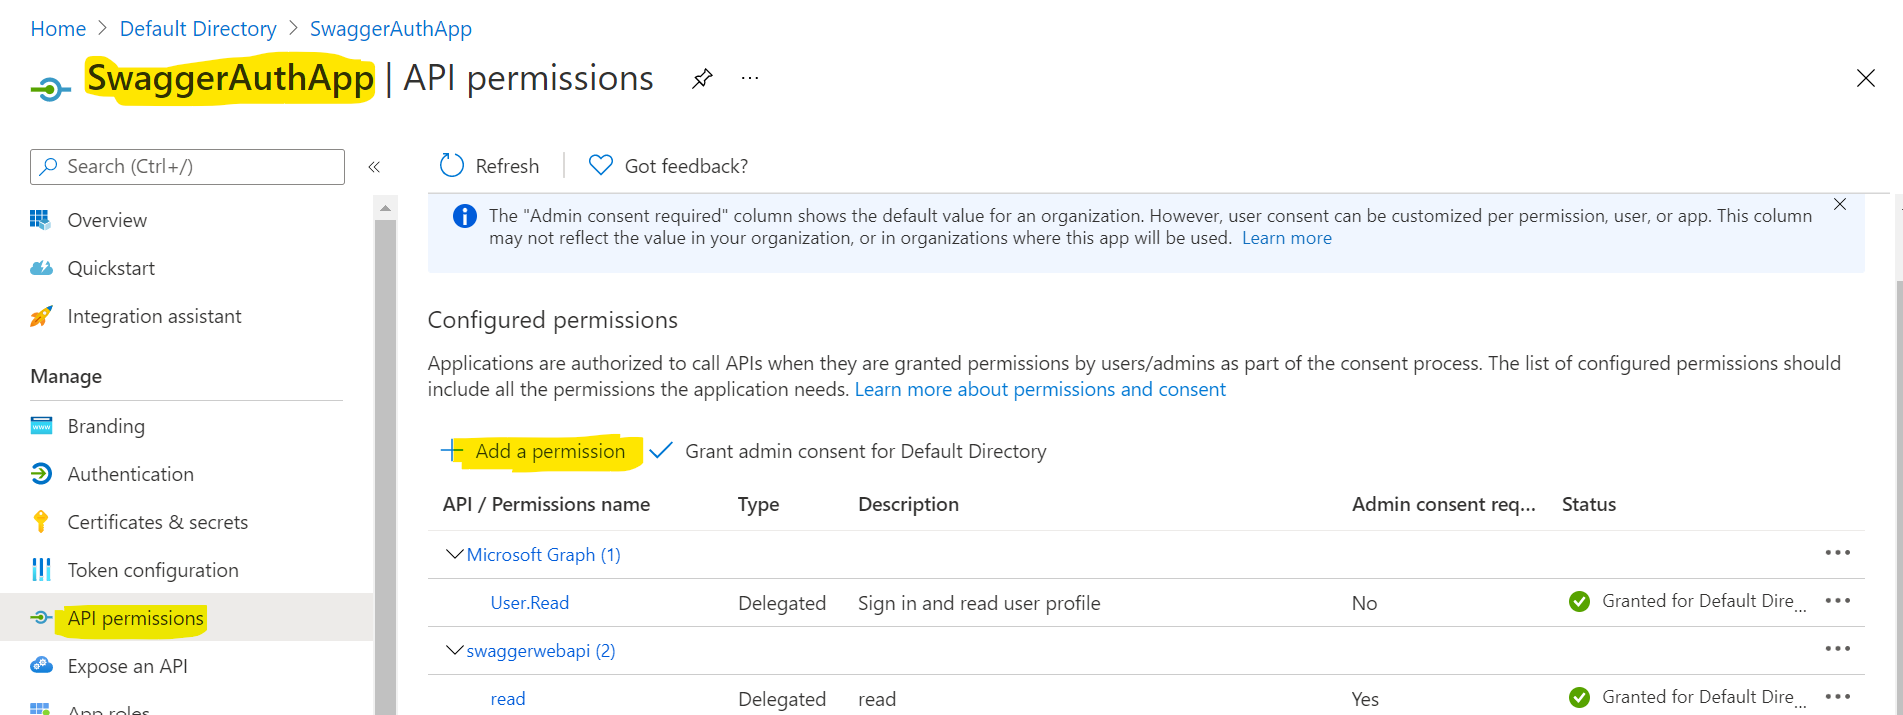 Home > Default Directory > SwaggerAuthApp
SwaggerAuthApp | API permissions ...
Search (Ctrl+/) «
Refresh | Got feedback?
The "Admin consent required" column shows the default value for an organization. However, user consent can be customized per permission, user, or app. This column
may not reflect the value in your organization, or in organizations where this app will be used. Learn more
Overview
Quickstart
Integration assistant
Manage
Branding
Authentication
Certificates & secrets
Token configuration
API permissions
Expose an API
App roles
Configured permissions
Applications are authorized to call APIs when they are granted permissions by users/admins as part of the consent process. The list of configured permissions should
include all the permissions the application needs. Learn more about permissions and consent
Add a permission Grant admin consent for Default Directory
API / Permissions name Type Description Admin consent req... Status
Microsoft Graph (1)
User.Read Delegated Sign in and read user profile No Granted for Default Dire...
swaggerwebapi (2)
read Delegated read Yes Granted for Default Dire...